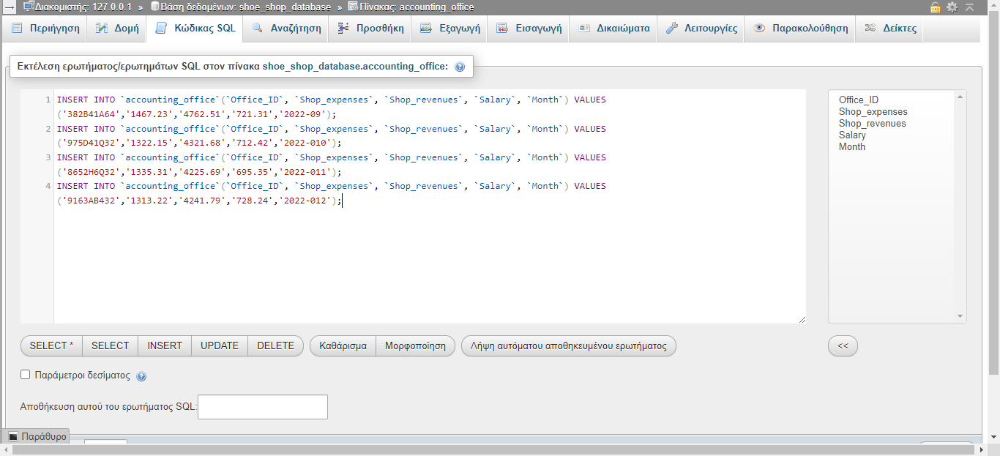 Διακομιστής: 127.0.0.1 » Βάση δεδομένων: shoe_shop_database » Πίνακας: accounting_office
Περιήγηση Δομή Κώδικας SQL Αναζήτηση Προσθήκη Εξαγωγή Εισαγωγή Δικαιώματα Λειτουργίες Παρακολούθηση Δείκτες
Εκτέλεση ερωτήματος/ερωτημάτων SQL στον πίνακα shoe_shop_database.accounting_office:
1 INSERT INTO `accounting_office`(`Office_ID`, `Shop_expenses`, `Shop_revenues`, `Salary`, `Month`) VALUES
('382B41A64','1467.23','4762.51','721.31','2022-09');
2 INSERT INTO `accounting_office`(`Office_ID`, `Shop_expenses`, `Shop_revenues`, `Salary`, `Month`) VALUES
('975D41Q32','1322.15','4321.68','712.42','2022-010');
3 INSERT INTO `accounting_office`(`Office_ID`, `Shop_expenses`, `Shop_revenues`, `Salary`, `Month`) VALUES
('8652H6Q32','1335.31','4225.69','695.35','2022-011');
4 INSERT INTO `accounting_office`(`Office_ID`, `Shop_expenses`, `Shop_revenues`, `Salary`, `Month`) VALUES
('9163AB432','1313.22','4241.79','728.24','2022-012');
Office_ID
Shop_expenses
Shop_revenues
Salary
Month
SELECT * SELECT INSERT UPDATE DELETE Καθάρισμα Μορφοποίηση Λήψη αυτόματου αποθηκευμένου ερωτήματος <<
Παράμετροι δεσίματος
Αποθήκευση αυτού του ερωτήματος SQL:
Παράθυρο